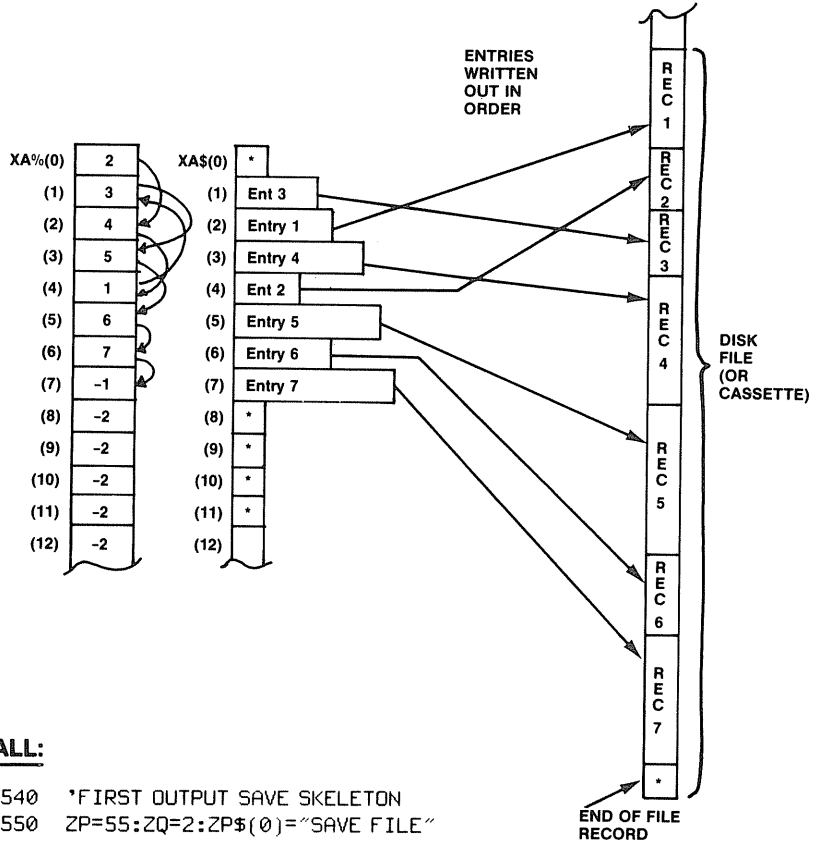 ENTRIES
WRITTEN
OUT IN
ORDER
XA%(0) 2
(1) 3
(2) 4
(3) 5
(4) 1
(5) 6
(6) 7
(7) -1
(8) -2
(9) -2
(10) -2
(11) -2
(12) -2
XA$(0) *
(1) Ent 3
(2) Entry 1
(3) Entry 4
(4) Ent 2
(5) Entry 5
(6) Entry 6
(7) Entry 7
(8) *
(9) *
(10) *
(11) *
(12)
REC 1
REC 2
REC 3
REC 4
REC 5
REC 6
REC 7
*
DISK
FILE
(OR
CASSETTE)
END OF FILE
RECORD
ALL:
540 'FIRST OUTPUT SAVE SKELETON
550 ZP=55:ZQ=2:ZP$(0)="SAVE FILE"